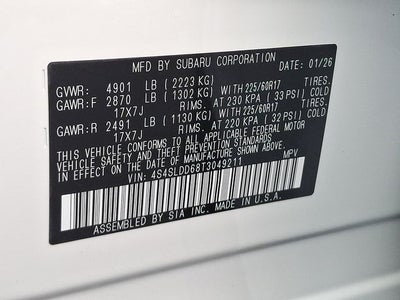 MFD BY SUBARU CORPORATION DATE: 01/26
GVWR: 4901 LB (2223 KG)
GAWR:F 2870 LB (1302 KG) WITH 225/60R17 TIRES.
17X7J RIMS. AT 230 KPA ( 33 PSI) COLD
GAWR:R 2491 LB (1130 KG) WITH 225/60R17 TIRES.
17X7J RIMS. AT 220 KPA ( 32 PSI) COLD
THIS VEHICLE CONFORMS TO ALL APPLICABLE FEDERAL MOTOR
VEHICLE SAFETY AND THEFT PREVENTION STANDARDS
IN EFFECT ON THE DATE OF MANUFACTURE SHOWN ABOVE.
VIN: 4S4SLDD68T3049211 MPV
ASSEMBLED BY SIA INC. MADE IN U.S.A.